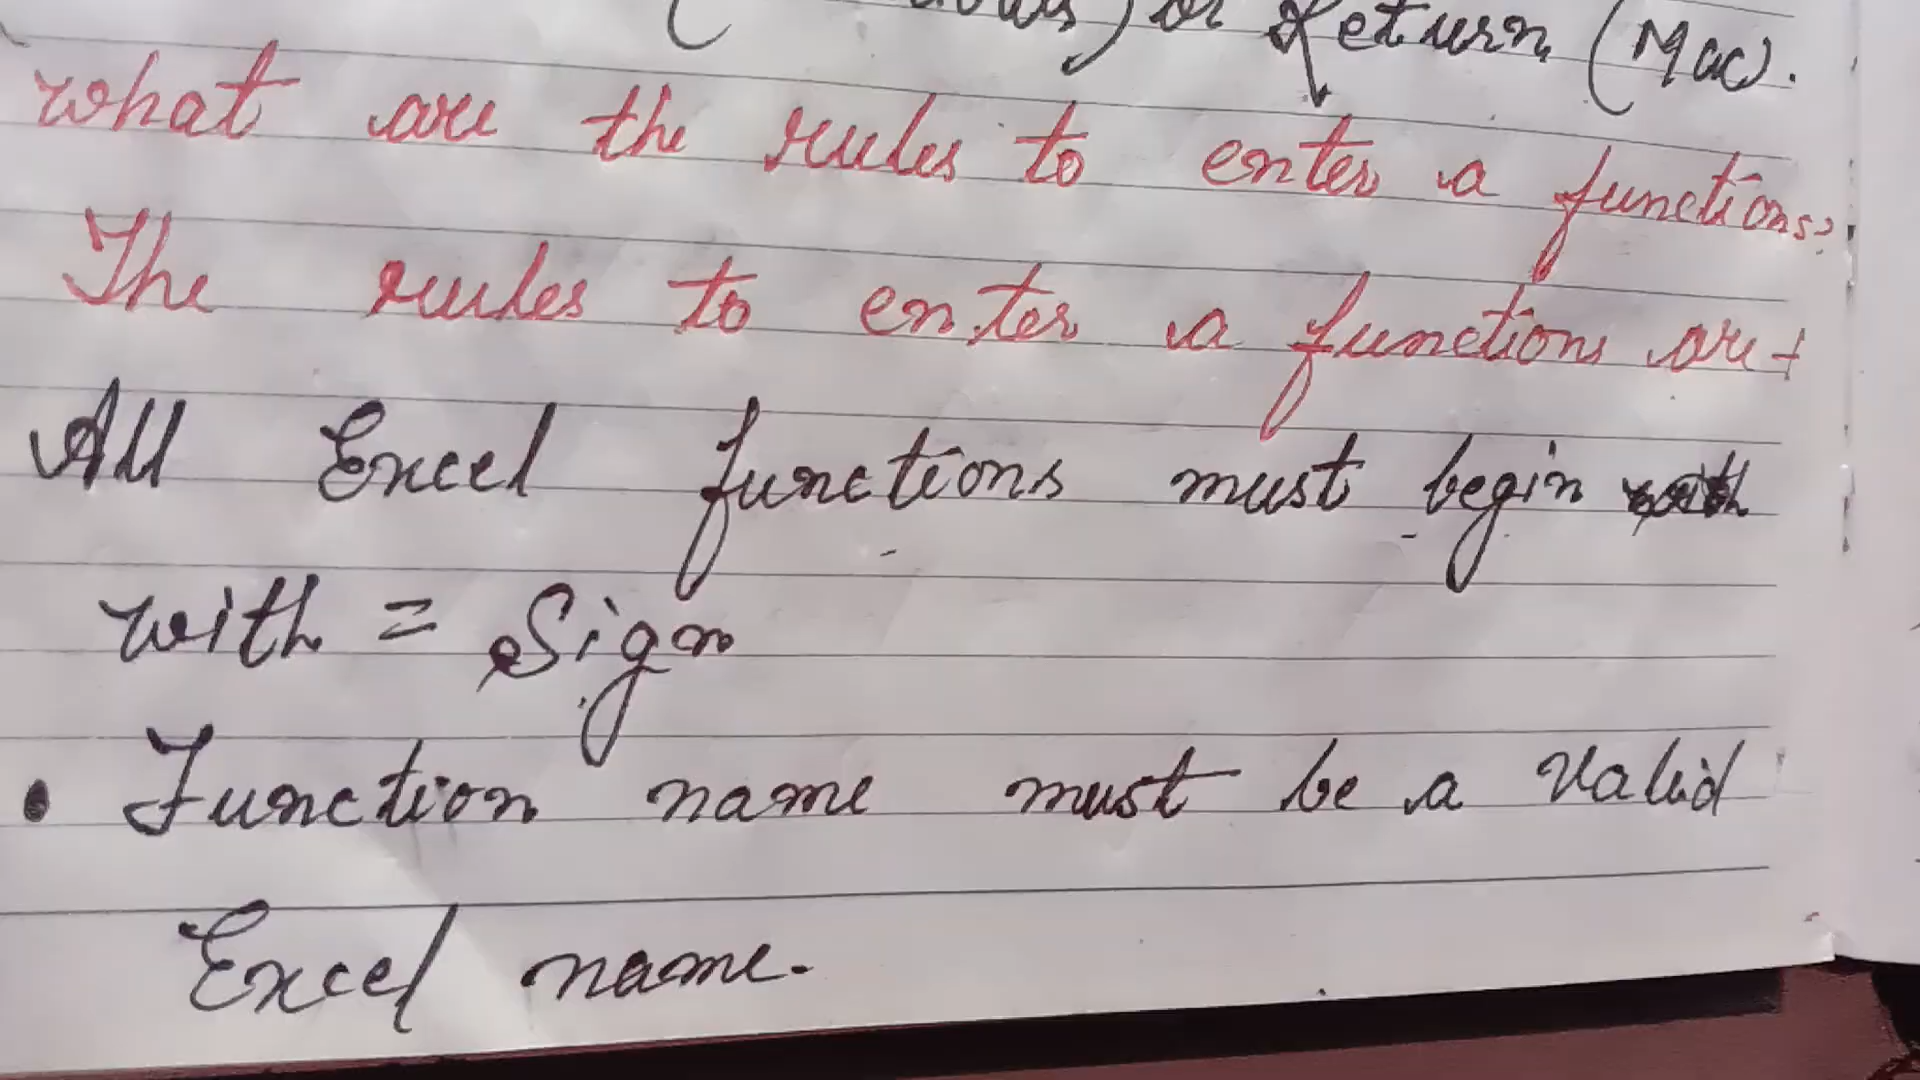 or Return (Mac).
what are the rules to enter a functions?
The rules to enter a functions are:
All Excel functions must begin
with = Sign
• Function name must be a valid
Excel name.